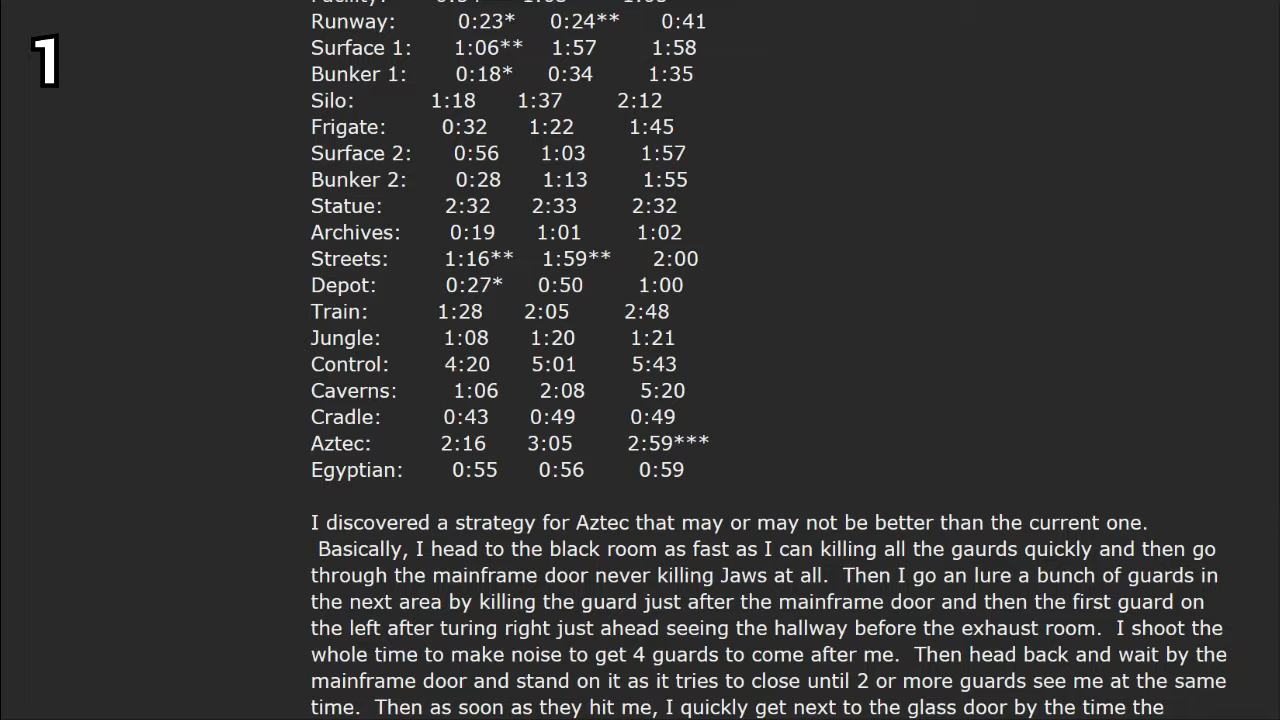 1
Facility: 0:54 1:03 1:05
Runway: 0:23* 0:24** 0:41
Surface 1: 1:06** 1:57 1:58
Bunker 1: 0:18* 0:34 1:35
Silo: 1:18 1:37 2:12
Frigate: 0:32 1:22 1:45
Surface 2: 0:56 1:03 1:57
Bunker 2: 0:28 1:13 1:55
Statue: 2:32 2:33 2:32
Archives: 0:19 1:01 1:02
Streets: 1:16** 1:59** 2:00
Depot: 0:27* 0:50 1:00
Train: 1:28 2:05 2:48
Jungle: 1:08 1:20 1:21
Control: 4:20 5:01 5:43
Caverns: 1:06 2:08 5:20
Cradle: 0:43 0:49 0:49
Aztec: 2:16 3:05 2:59***
Egyptian: 0:55 0:56 0:59
I discovered a strategy for Aztec that may or may not be better than the current one.
Basically, I head to the black room as fast as I can killing all the gaurds quickly and then go
through the mainframe door never killing Jaws at all. Then I go an lure a bunch of guards in
the next area by killing the guard just after the mainframe door and then the first guard on
the left after turing right just ahead seeing the hallway before the exhaust room. I shoot the
whole time to make noise to get 4 guards to come after me. Then head back and wait by the
mainframe door and stand on it as it tries to close until 2 or more guards see me at the same
time. Then as soon as they hit me, I quickly get next to the glass door by the time the